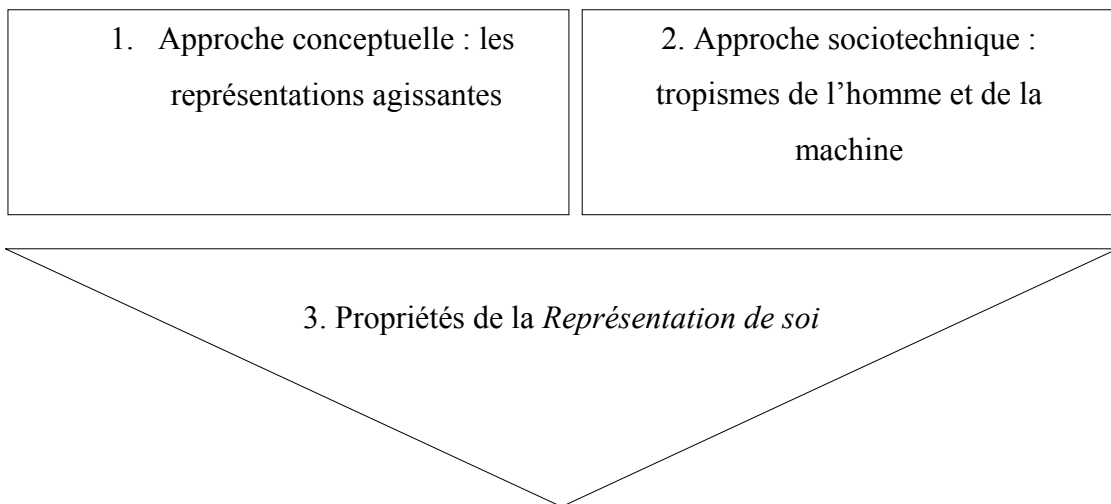 1. Approche conceptuelle : les
représentations agissantes
2. Approche sociotechnique :
tropismes de l’homme et de la
machine
3. Propriétés de la Représentation de soi